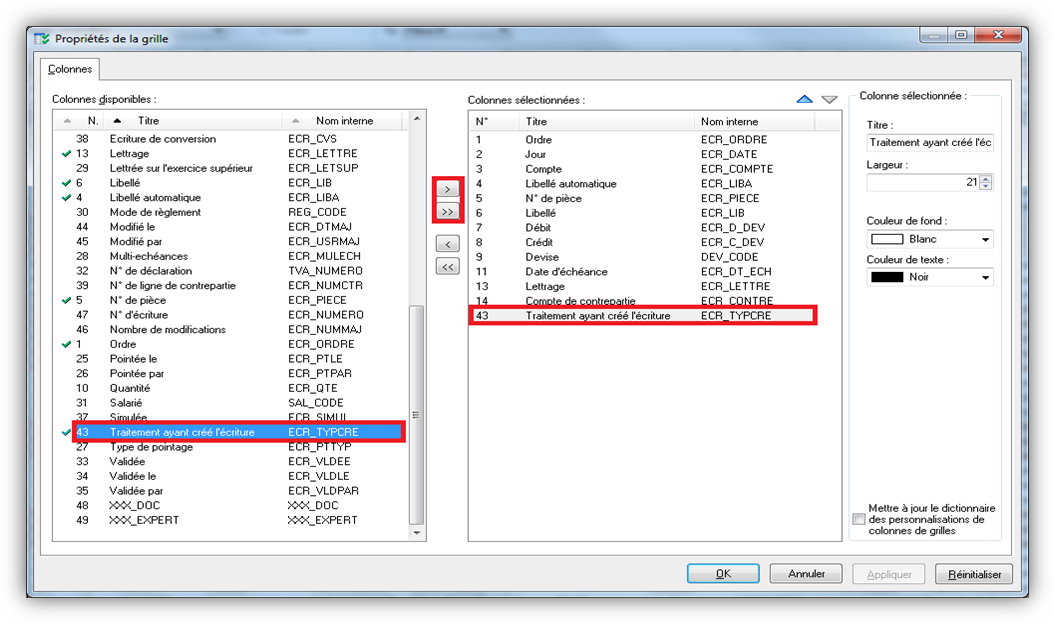 Propriétés de la grille
Colonnes
Colonnes disponibles :
N. Titre Nom interne
38 Ecriture de conversion ECR_CVS
13 Lettrage ECR_LETTRE
29 Lettrée sur l'exercice supérieur ECR_LETSUP
6 Libellé ECR_LIB
4 Libellé automatique ECR_LIBA
30 Mode de règlement REG_CODE
44 Modifié le ECR_DTMAJ
45 Modifié par ECR_USRMAJ
28 Multi-echéances ECR_MULECH
32 N° de déclaration TVA_NUMERO
39 N° de ligne de contrepartie ECR_NUMCTR
5 N° de pièce ECR_PIECE
47 N° d'écriture ECR_NUMERO
46 Nombre de modifications ECR_NUMMAJ
1 Ordre ECR_ORDRE
25 Pointée le ECR_PTLE
26 Pointée par ECR_PTPAR
10 Quantité ECR_QTE
31 Salarié SAL_CODE
37 Simulée ECR_SIMUL
43 Traitement ayant créé l'écriture ECR_TYPCRE
27 Type de pointage ECR_PTTYP
33 Validée ECR_VLDEE
34 Validée le ECR_VLDLE
35 Validée par ECR_VLDPAR
48 XXX_DOC XXX_DOC
49 XXX_EXPERT XXX_EXPERT
>
>>
<
<<
Colonnes sélectionnées :
N° Titre Nom interne
1 Ordre ECR_ORDRE
2 Jour ECR_DATE
3 Compte ECR_COMPTE
4 Libellé automatique ECR_LIBA
5 N° de pièce ECR_PIECE
6 Libellé ECR_LIB
7 Débit ECR_D_DEV
8 Crédit ECR_C_DEV
9 Devise DEV_CODE
11 Date d'échéance ECR_DT_ECH
13 Lettrage ECR_LETTRE
14 Compte de contrepartie ECR_CONTRE
43 Traitement ayant créé l'écriture ECR_TYPCRE
Colonne sélectionnée :
Titre :
Traitement ayant créé l'éc
Largeur :
21
Couleur de fond :
Blanc
Couleur de texte :
Noir
Mettre à jour le dictionnaire
des personnalisations de
colonnes de grilles
OK Annuler Appliquer Réinitialiser